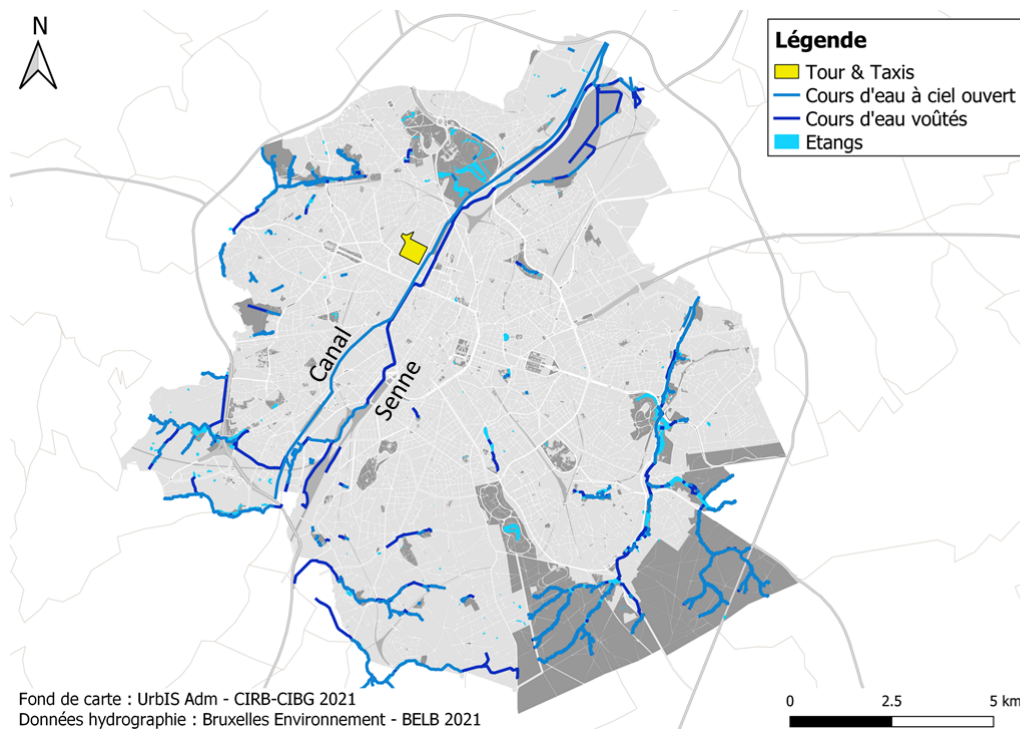 N
Légende
Tour & Taxis
Cours d'eau à ciel ouvert
Cours d'eau voûtés
Etangs
Canal
Senne
Fond de carte : UrbIS Adm - CIRB-CIBG 2021
Données hydrographie : Bruxelles Environnement - BELB 2021
0 2.5 5 km